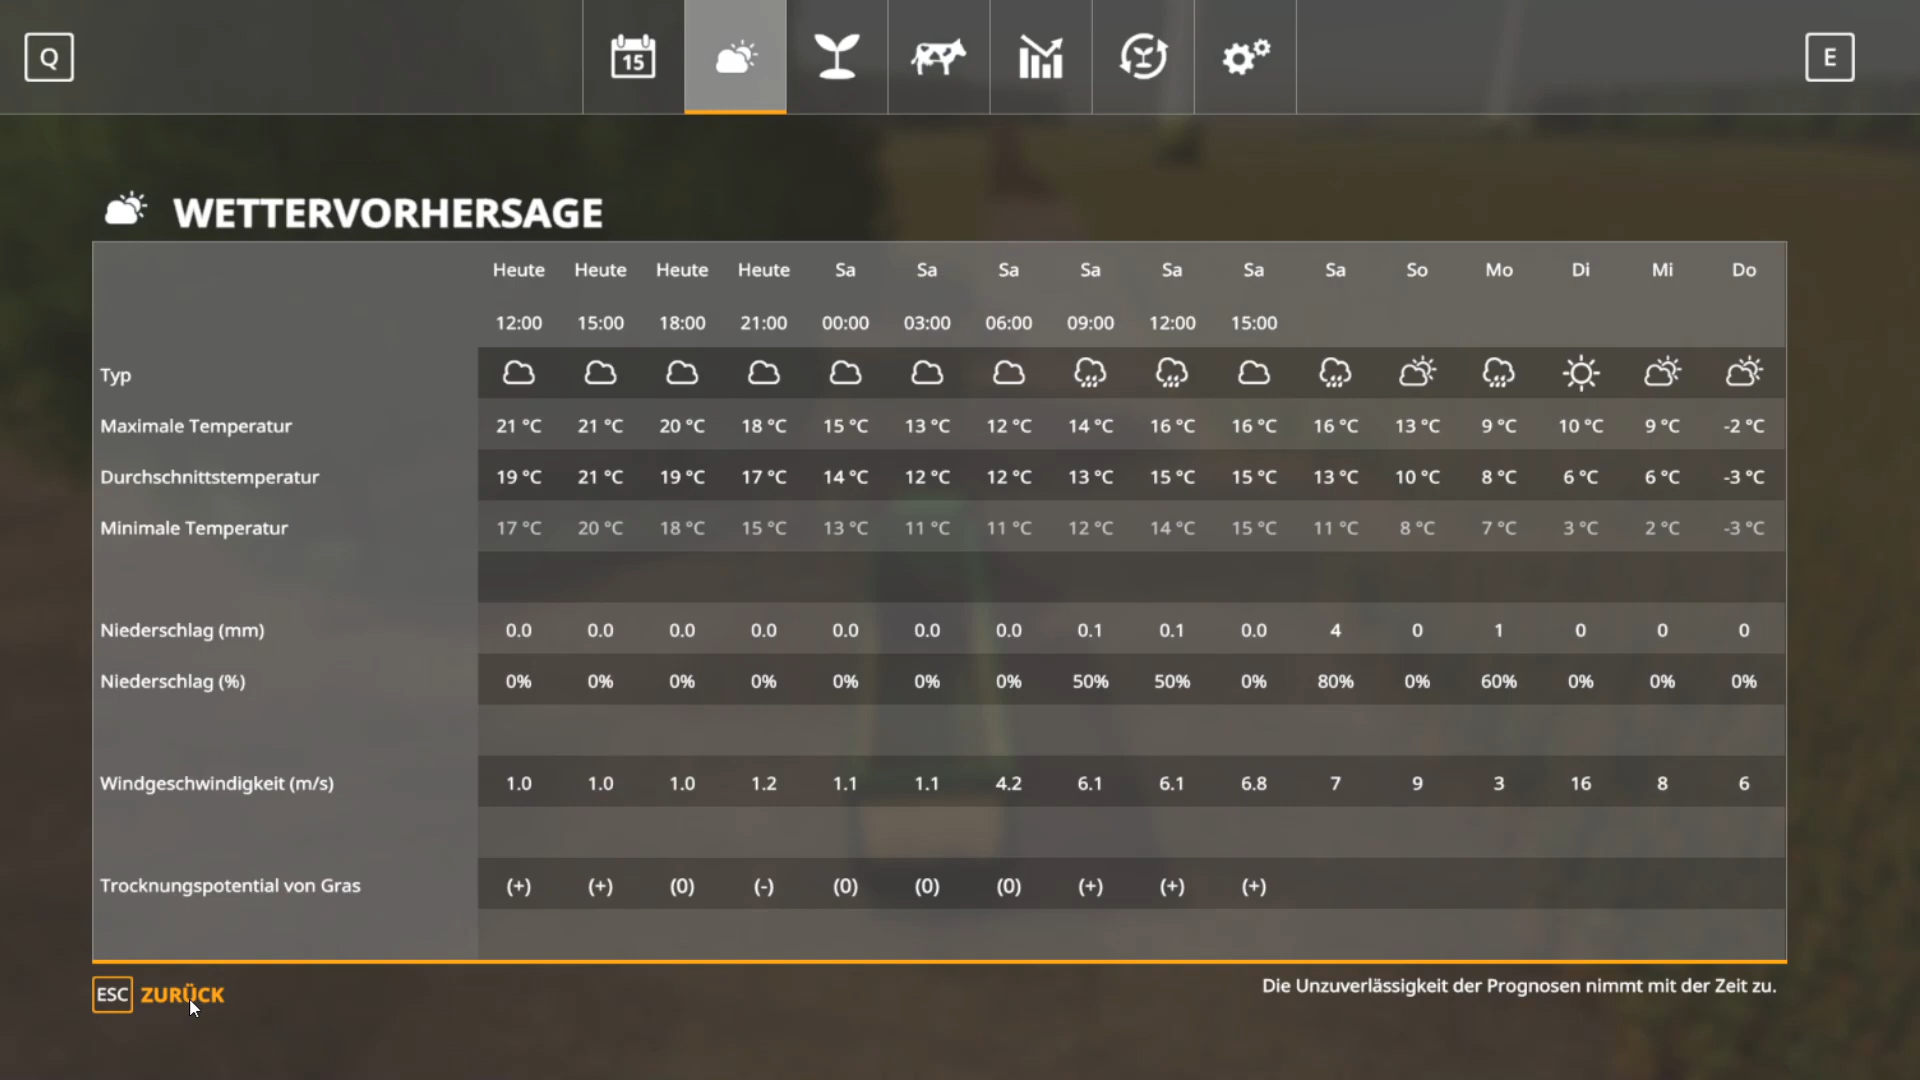 Q
15
E
WETTERVORHERSAGE
Heute Heute Heute Heute Sa Sa Sa Sa Sa Sa Sa So Mo Di Mi Do
12:00 15:00 18:00 21:00 00:00 03:00 06:00 09:00 12:00 15:00
Typ
Maximale Temperatur 21 °C 21 °C 20 °C 18 °C 15 °C 13 °C 12 °C 14 °C 16 °C 16 °C 16 °C 13 °C 9 °C 10 °C 9 °C -2 °C
Durchschnittstemperatur 19 °C 21 °C 19 °C 17 °C 14 °C 12 °C 12 °C 13 °C 15 °C 15 °C 13 °C 10 °C 8 °C 6 °C 6 °C -3 °C
Minimale Temperatur 17 °C 20 °C 18 °C 15 °C 13 °C 11 °C 11 °C 12 °C 14 °C 15 °C 11 °C 8 °C 7 °C 3 °C 2 °C -3 °C
Niederschlag (mm) 0.0 0.0 0.0 0.0 0.0 0.0 0.0 0.1 0.1 0.0 4 0 1 0 0 0
Niederschlag (%) 0% 0% 0% 0% 0% 0% 0% 50% 50% 0% 80% 0% 60% 0% 0% 0%
Windgeschwindigkeit (m/s) 1.0 1.0 1.0 1.2 1.1 1.1 4.2 6.1 6.1 6.8 7 9 3 16 8 6
Trocknungspotential von Gras (+) (+) (0) (-) (0) (0) (0) (+) (+) (+)
ESC ZURÜCK
Die Unzuverlässigkeit der Prognosen nimmt mit der Zeit zu.